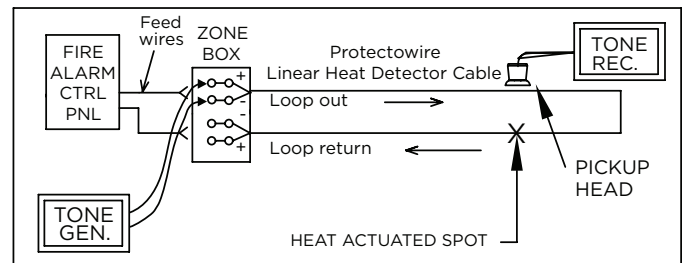 Feed
wires
ZONE
BOX
FIRE
ALARM
CTRL
PNL
Protectowire
Linear Heat Detector Cable
TONE
REC.
+
-
Loop out
-
+
Loop return
PICKUP
HEAD
TONE
GEN.
HEAT ACTUATED SPOT
X